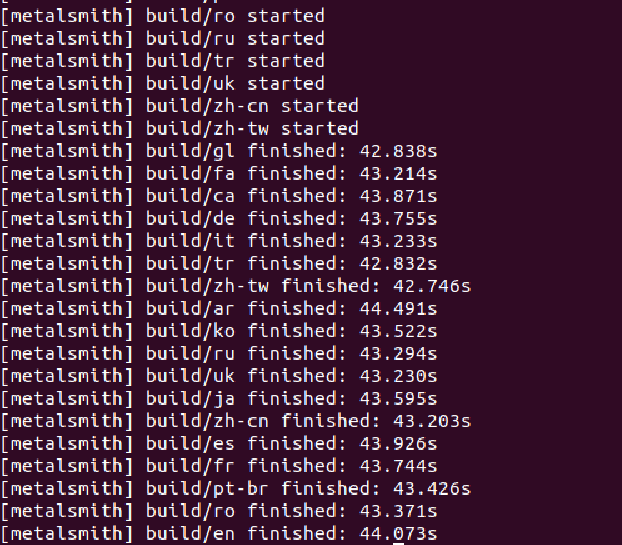 [metalsmith] build/ro started
[metalsmith] build/ru started
[metalsmith] build/tr started
[metalsmith] build/uk started
[metalsmith] build/zh-cn started
[metalsmith] build/zh-tw started
[metalsmith] build/gl finished: 42.838s
[metalsmith] build/fa finished: 43.214s
[metalsmith] build/ca finished: 43.871s
[metalsmith] build/de finished: 43.755s
[metalsmith] build/it finished: 43.233s
[metalsmith] build/tr finished: 42.832s
[metalsmith] build/zh-tw finished: 42.746s
[metalsmith] build/ar finished: 44.491s
[metalsmith] build/ko finished: 43.522s
[metalsmith] build/ru finished: 43.294s
[metalsmith] build/uk finished: 43.230s
[metalsmith] build/ja finished: 43.595s
[metalsmith] build/zh-cn finished: 43.203s
[metalsmith] build/es finished: 43.926s
[metalsmith] build/fr finished: 43.744s
[metalsmith] build/pt-br finished: 43.426s
[metalsmith] build/ro finished: 43.371s
[metalsmith] build/en finished: 44.073s